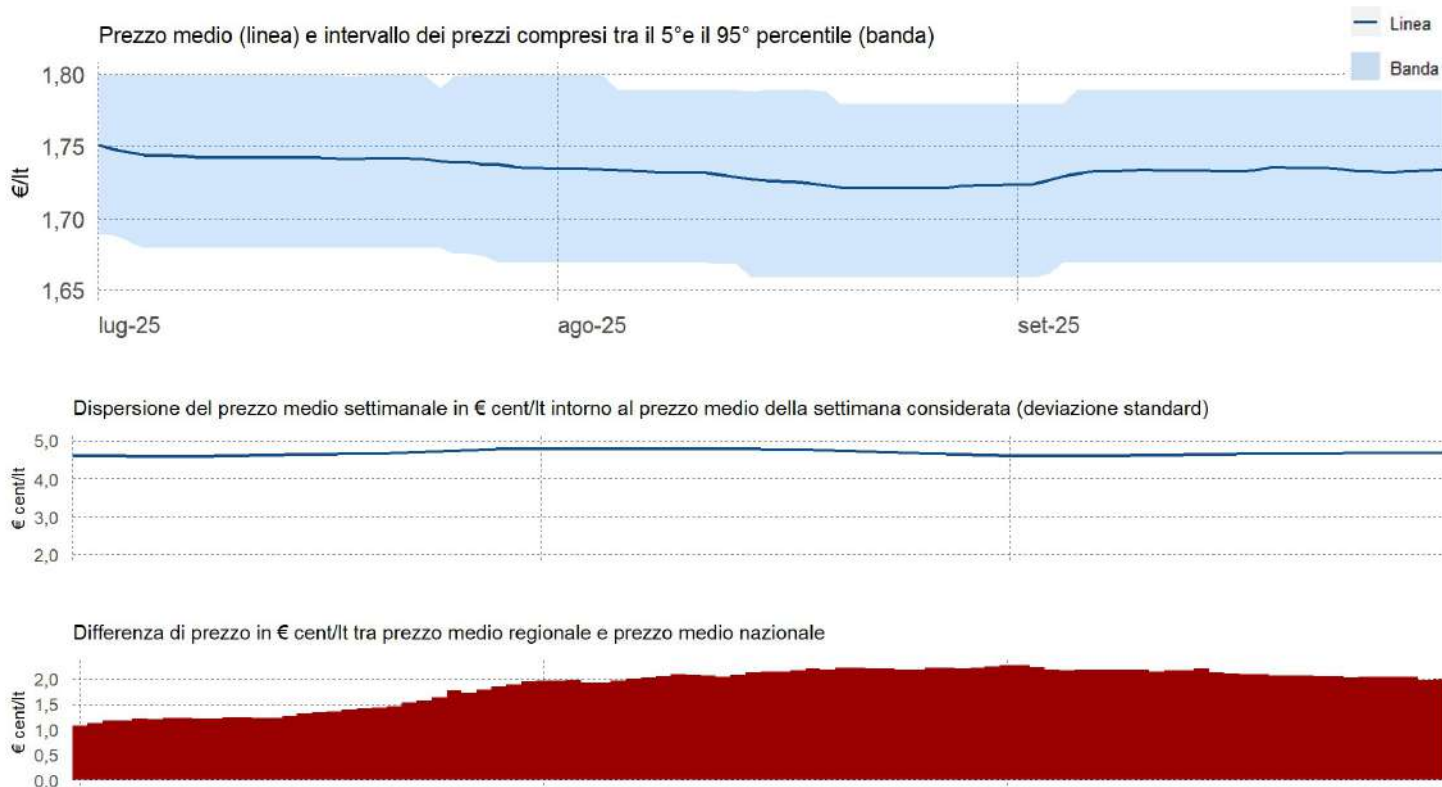 Linea
Banda
Prezzo medio (linea) e intervallo dei prezzi compresi tra il 5°e il 95° percentile (banda)
1,80
1,75
1,70
1,65
€/lt
lug-25
ago-25
set-25
Dispersione del prezzo medio settimanale in € cent/lt intorno al prezzo medio della settimana considerata (deviazione standard)
5,0
4,0
3,0
2,0
€ cent/lt
Differenza di prezzo in € cent/lt tra prezzo medio regionale e prezzo medio nazionale
2,0
1,5
1,0
0,5
0,0
€ cent/lt